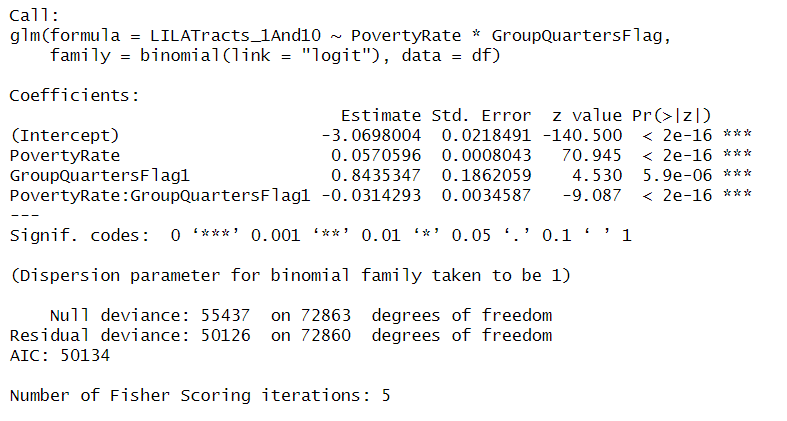 Call:
glm(formula = LILATracts_1And10 ~ PovertyRate * GroupQuartersFlag,
    family = binomial(link = "logit"), data = df)

Coefficients:
                                Estimate Std. Error  z value Pr(>|z|)
(Intercept)                   -3.0698004  0.0218491 -140.500  < 2e-16 ***
PovertyRate                    0.0570596  0.0008043   70.945  < 2e-16 ***
GroupQuartersFlag1             0.8435347  0.1862059    4.530  5.9e-06 ***
PovertyRate:GroupQuartersFlag1 -0.0314293  0.0034587   -9.087  < 2e-16 ***
---
Signif. codes:  0 ‘***’ 0.001 ‘**’ 0.01 ‘*’ 0.05 ‘.’ 0.1 ‘ ’ 1

(Dispersion parameter for binomial family taken to be 1)

    Null deviance: 55437  on 72863  degrees of freedom
Residual deviance: 50126  on 72860  degrees of freedom
AIC: 50134

Number of Fisher Scoring iterations: 5